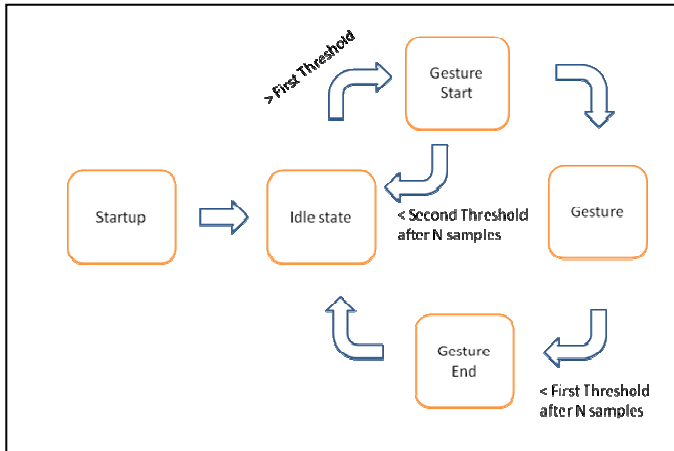 > First Threshold
Gesture
Start
Startup
Idle state
< Second Threshold
after N samples
Gesture
Gesture
End
< First Threshold
after N samples